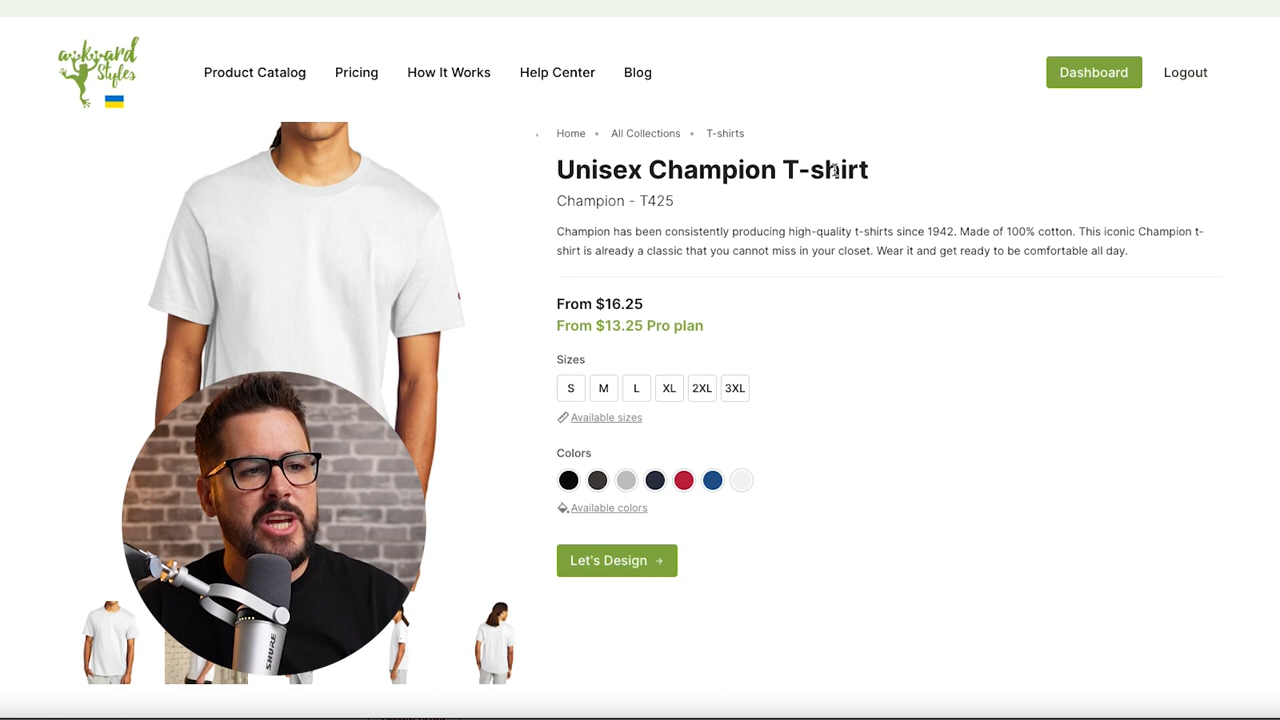 awkward
Styles
Product Catalog
Pricing
How It Works
Help Center
Blog
Dashboard
Logout
Home • All Collections • T-shirts
Unisex Champion T-shirt
Champion - T425
Champion has been consistently producing high-quality t-shirts since 1942. Made of 100% cotton. This iconic Champion t-
shirt is already a classic that you cannot miss in your closet. Wear it and get ready to be comfortable all day.
From $16.25
From $13.25 Pro plan
Sizes
S M L XL 2XL 3XL
Available sizes
Colors
Available colors
Let's Design →
SHURE